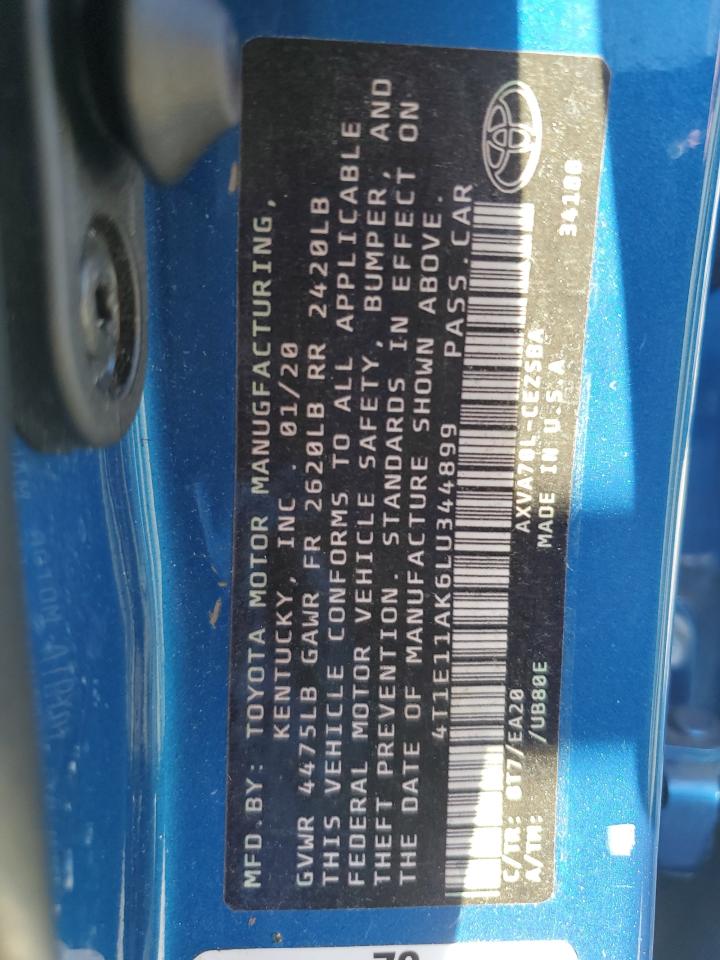 MFD.BY: TOYOTA MOTOR MANUGFACTURING,
KENTUCKY, INC. 01/20
GVWR 4475LB GAWR FR 2620LB RR 2420LB
THIS VEHICLE CONFORMS TO ALL APPLICABLE
FEDERAL MOTOR VEHICLE SAFETY, BUMPER, AND
THEFT PREVENTION. STANDARDS IN EFFECT ON
THE DATE OF MANUFACTURE SHOWN ABOVE.
4T1E11AK6LU344899 PASS.CAR
C/TR: 8T7/EA20 AXVA70L-CEZSBA 34100
A/TM: /UB80E MADE IN U.S.A